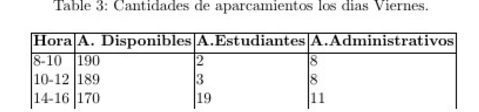 Table 3: Cantidades de aparcamientos los dias Viernes.
Hora A. Disponibles A.Estudiantes A.Administrativos
8-10 190 2 8
10-12 189 3 8
14-16 170 19 11